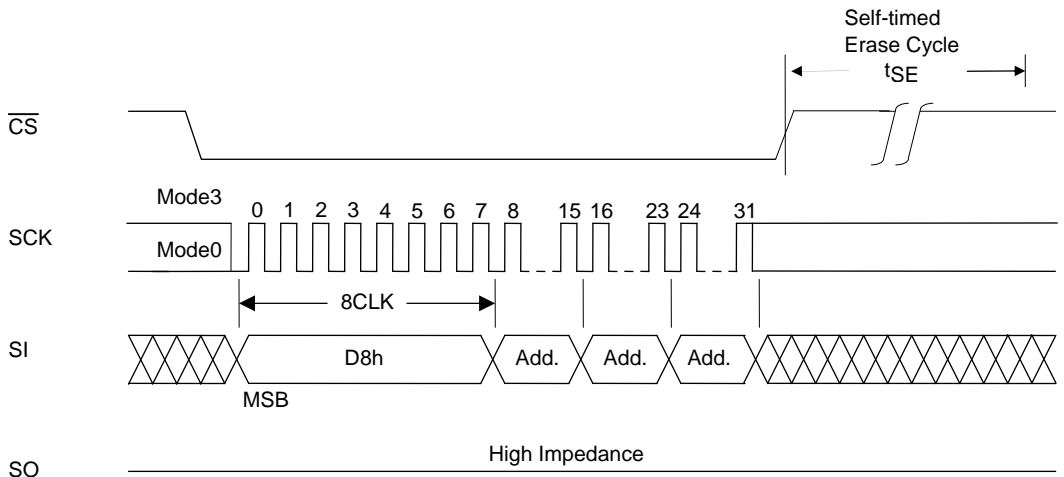 Self-timed
Erase Cycle
tSE
CS
Mode3
0 1 2 3 4 5 6 7 8 15 16 23 24 31
SCK
Mode0
8CLK
SI
D8h Add. Add. Add.
MSB
High Impedance
SO